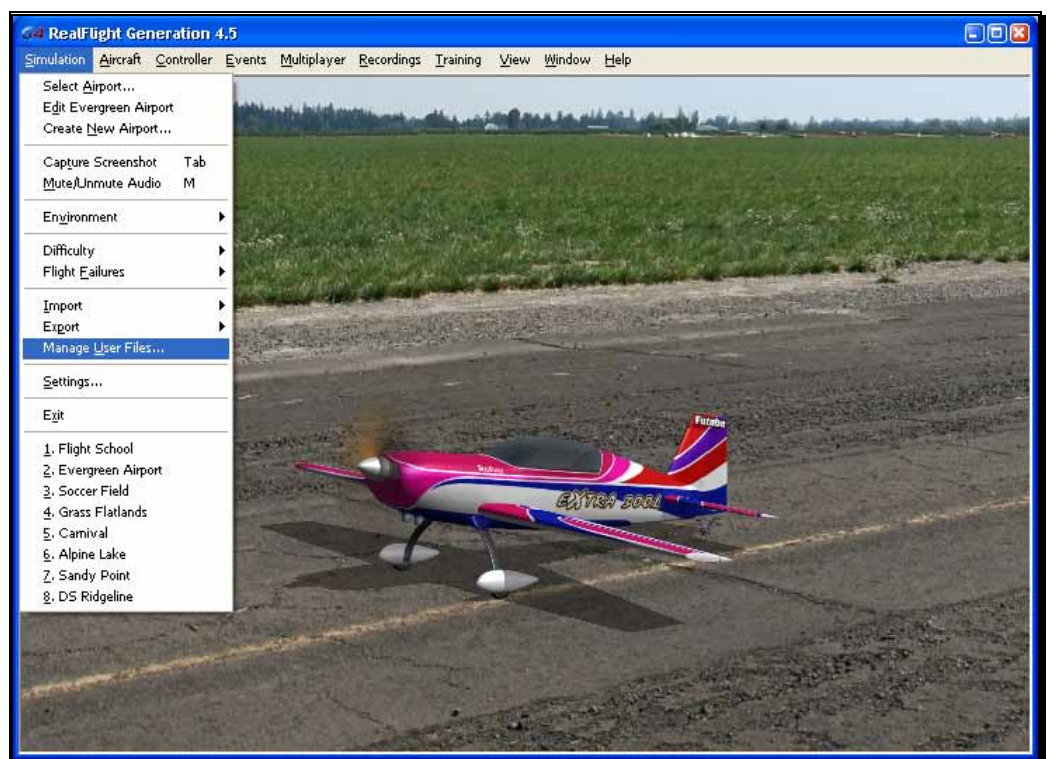 G4 RealFlight Generation 4.5
Simulation Aircraft Controller Events Multiplayer Recordings Training View Window Help
Select Airport...
Edit Evergreen Airport
Create New Airport...
Capture Screenshot Tab
Mute/Unmute Audio M
Environment
Difficulty
Flight Failures
Import
Export
Manage User Files...
Settings...
Exit
1. Flight School
2. Evergreen Airport
3. Soccer Field
4. Grass Flatlands
5. Carnival
6. Alpine Lake
7. Sandy Point
8. DS Ridgeline
Futaba
EXTRA 300L